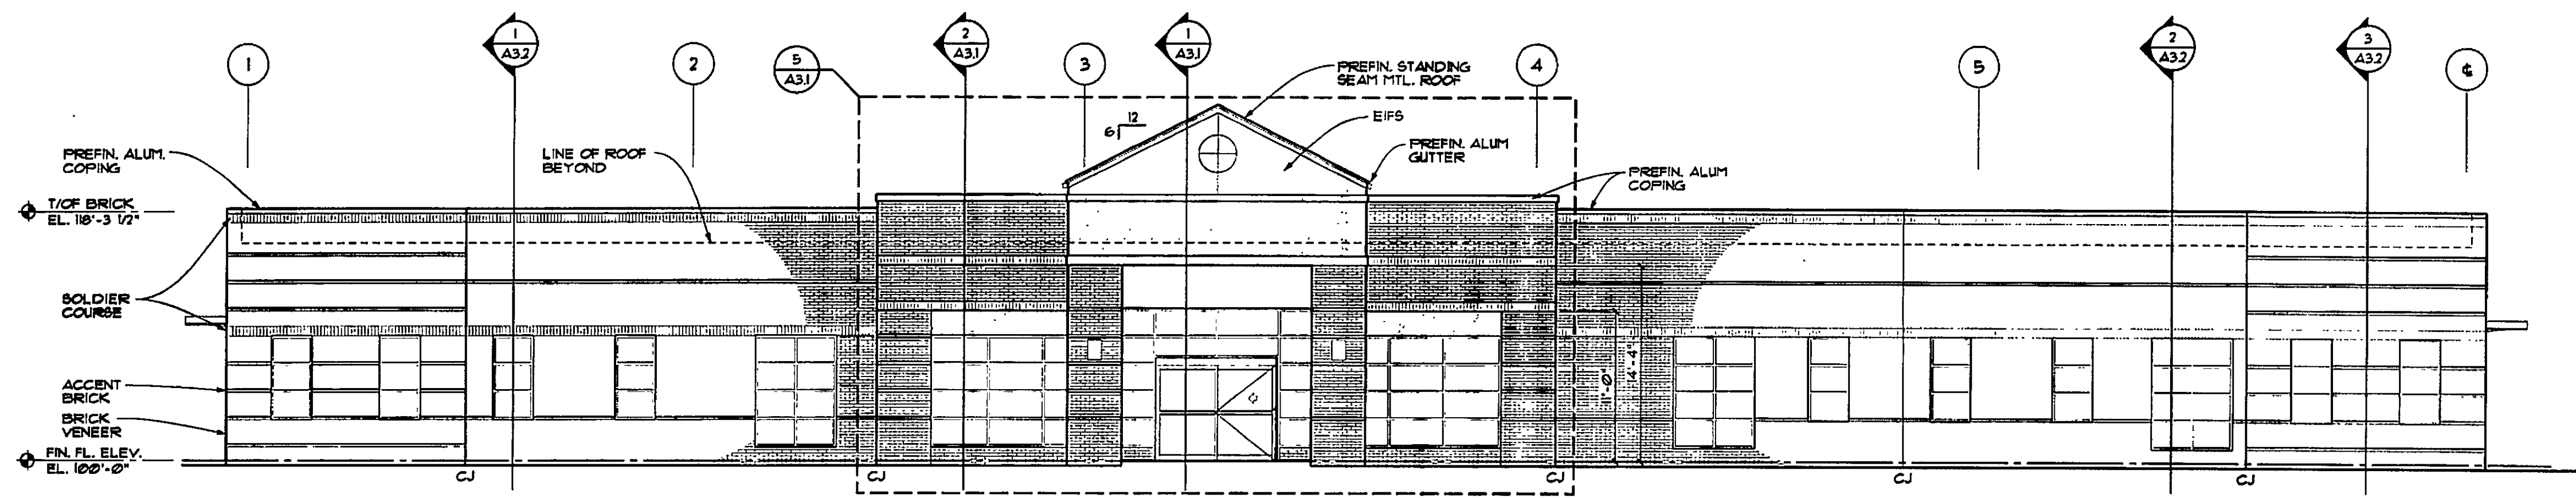 1
1
A3.2
2
5
A3.1
2
A3.1
3
1
A3.1
4
5
2
A3.2
3
A3.2
℄
PREFIN. STANDING
SEAM MTL. ROOF
EIFS
12
6
PREFIN. ALUM
GUTTER
PREFIN. ALUM.
COPING
LINE OF ROOF
BEYOND
PREFIN. ALUM
COPING
T/OF BRICK
EL. 118'-3 1/2"
SOLDIER
COURSE
ACCENT
BRICK
BRICK
VENEER
11'-0"
14'-4"
FIN. FL. ELEV.
EL. 100'-0"
CJ
CJ
CJ
CJ
CJ